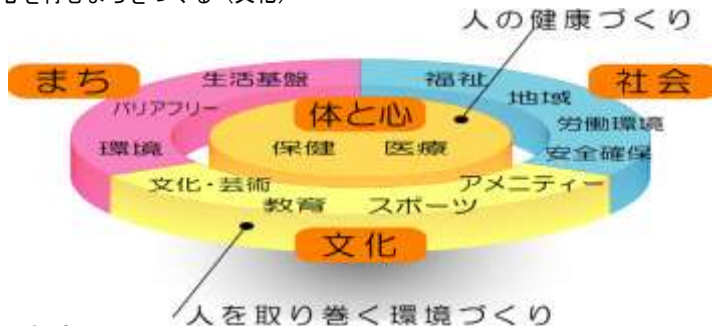 人の健康づくり
まち
生活基盤
福祉
社会
バリアフリー
体と心
地域
労働環境
環境
保健 医療
安全確保
文化・芸術
アメニティー
教育 スポーツ
文化
人を取り巻く環境づくり